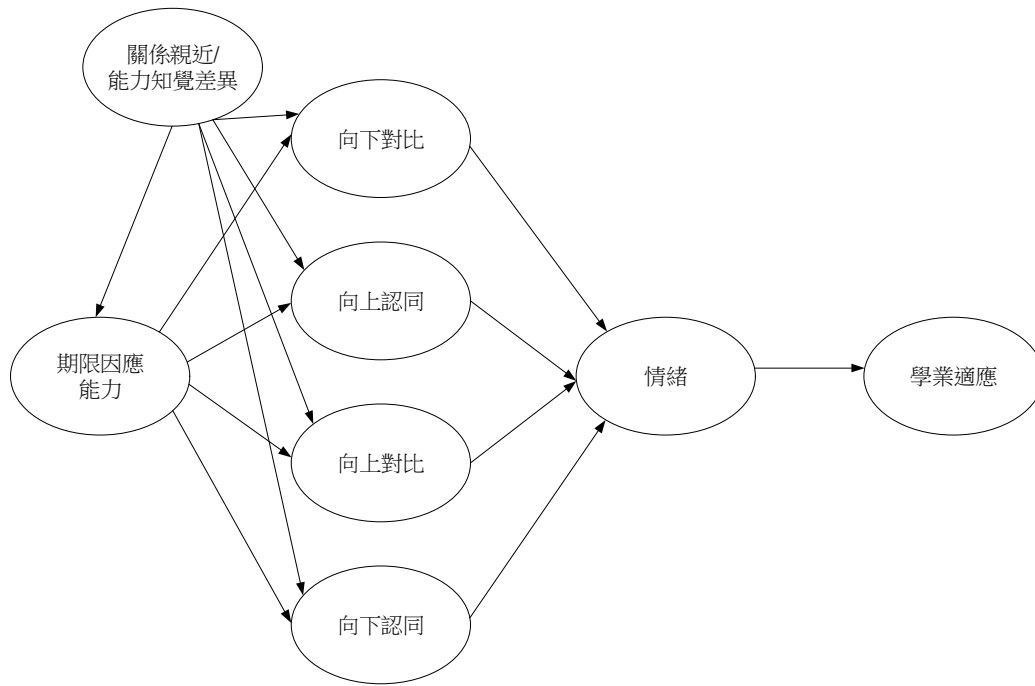 關係親近/
能力知覺差異
向下對比
向上認同
期限因應
能力
情緒
學業適應
向上對比
向下認同